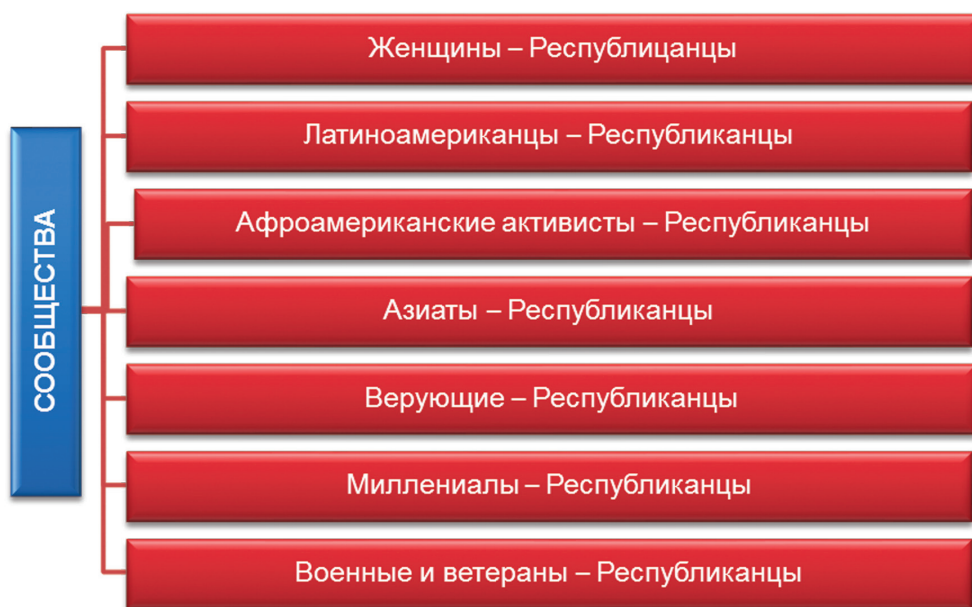 СООБЩЕСТВА
Женщины – Республицанцы
Латиноамериканцы – Республиканцы
Афроамериканские активисты – Республиканцы
Азиаты – Республиканцы
Верующие – Республиканцы
Миллениалы – Республиканцы
Военные и ветераны – Республиканцы